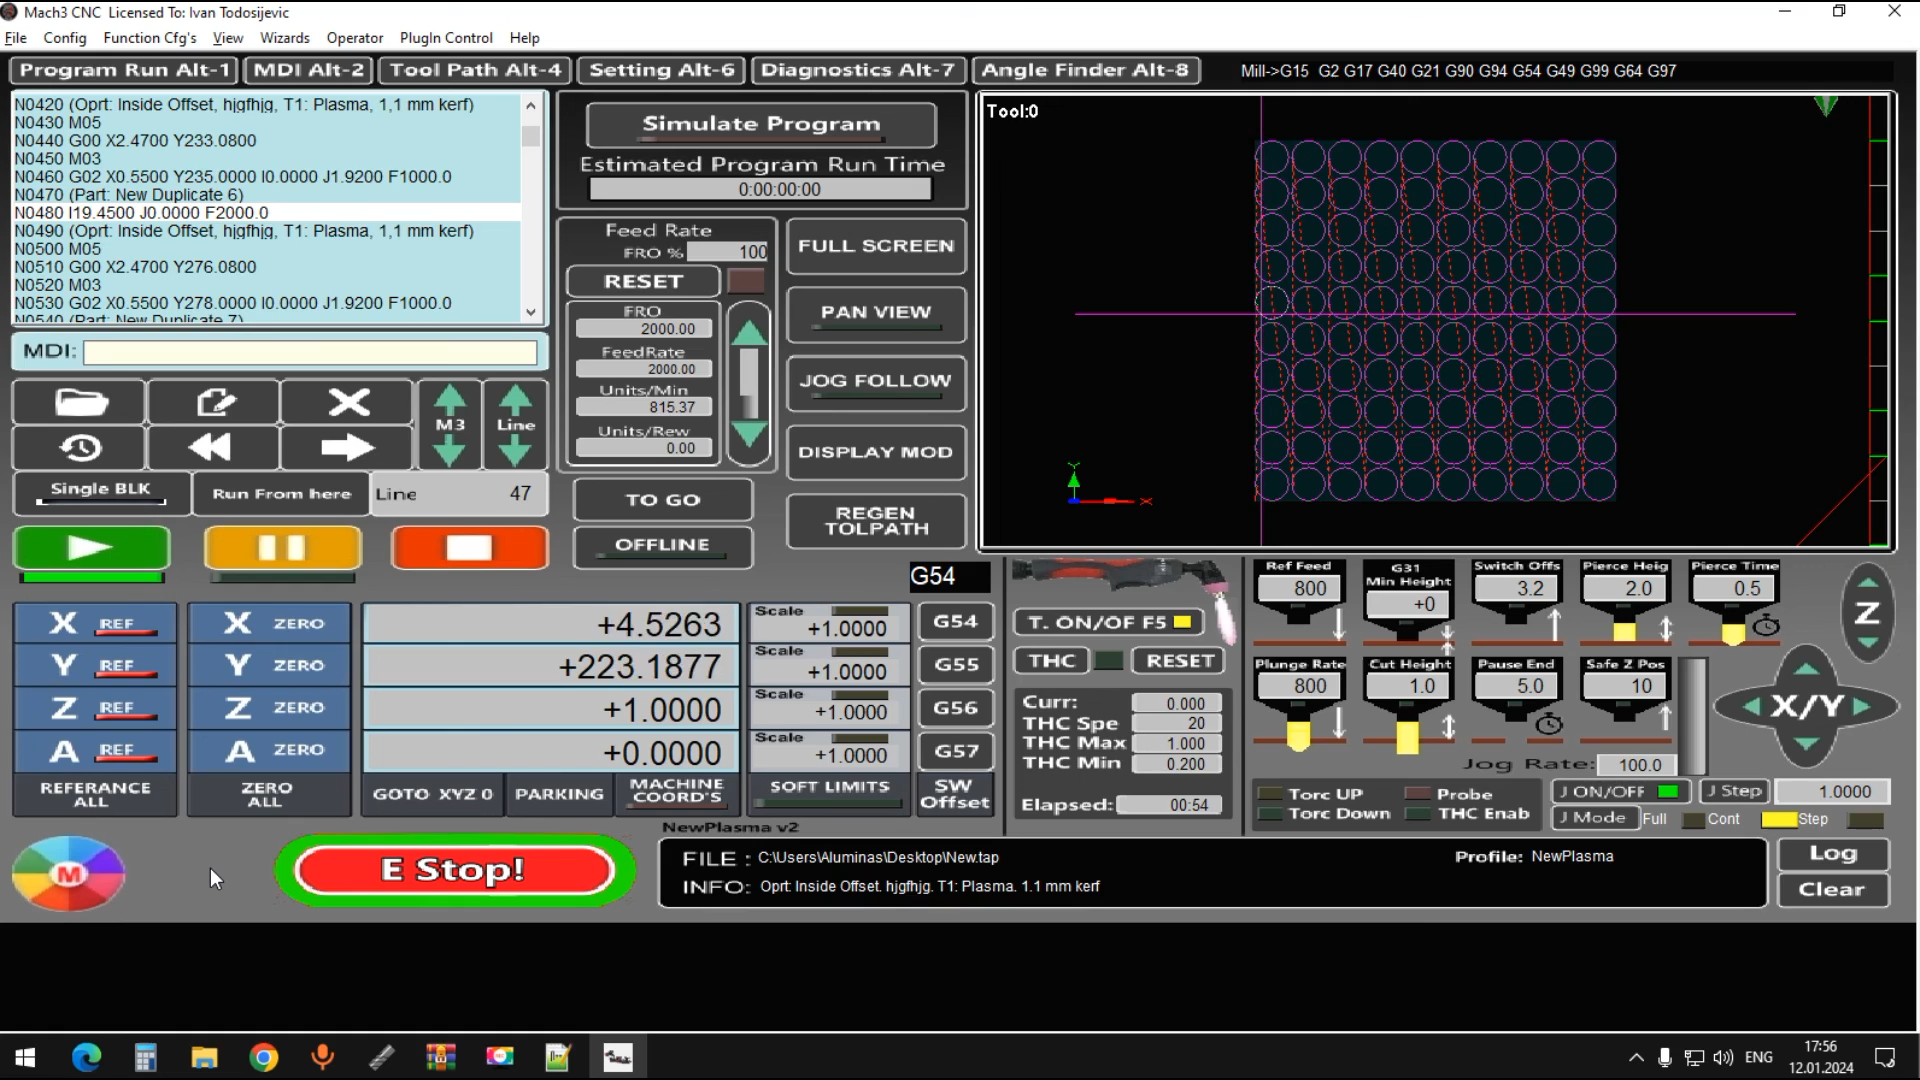 Mach3 CNC  Licensed To: Ivan Todosijevic
File Config Function Cfg's View Wizards Operator PlugIn Control Help
Program Run Alt-1 MDI Alt-2 Tool Path Alt-4 Setting Alt-6 Diagnostics Alt-7 Angle Finder Alt-8 Mill->G15  G2 G17 G40 G21 G90 G94 G54 G49 G99 G64 G97
N0420 (Oprt: Inside Offset, hjgfhjg, T1: Plasma, 1,1 mm kerf)
N0430 M05
N0440 G00 X2.4700 Y233.0800
N0450 M03
N0460 G02 X0.5500 Y235.0000 I0.0000 J1.9200 F1000.0
N0470 (Part: New Duplicate 6)
N0480 I19.4500 J0.0000 F2000.0
N0490 (Oprt: Inside Offset, hjgfhjg, T1: Plasma, 1,1 mm kerf)
N0500 M05
N0510 G00 X2.4700 Y276.0800
N0520 M03
N0530 G02 X0.5500 Y278.0000 I0.0000 J1.9200 F1000.0
N0540 (Part: New Duplicate 7)
MDI:
M3 Line
Single BLK Run From here Line 47
Simulate Program
Estimated Program Run Time
0:00:00:00
Feed Rate
FRO % 100
RESET
FRO
2000.00
FeedRate
2000.00
Units/Min
815.37
Units/Rew
0.00
TO GO
OFFLINE
FULL SCREEN
PAN VIEW
JOG FOLLOW
DISPLAY MOD
REGEN
TOLPATH
Tool:0
Y
X
G54
X REF X ZERO +4.5263 Scale +1.0000 G54
Y REF Y ZERO +223.1877 Scale +1.0000 G55
Z REF Z ZERO +1.0000 Scale +1.0000 G56
A REF A ZERO +0.0000 Scale +1.0000 G57
REFERANCE
ALL
ZERO
ALL
GOTO XYZ 0
PARKING
MACHINE
COORD'S
SOFT LIMITS
SW
Offset
T. ON/OF F5
THC RESET
Curr: 0.000
THC Spe 20
THC Max 1.000
THC Min 0.200
Elapsed: 00:54
Ref Feed
800
G31
Min Height
+0
Switch Offs
3.2
Pierce Heig
2.0
Pierce Time
0.5
Plunge Rate
800
Cut Height
1.0
Pause End
5.0
Safe Z Pos
10
Z
X/Y
Jog Rate: 100.0
Torc UP Probe
Torc Down THC Enab
J ON/OFF J Step 1.0000
J Mode Full Cont Step
NewPlasma v2
M
E Stop!
FILE : C:\Users\Aluminas\Desktop\New.tap
Profile: NewPlasma
INFO: Oprt: Inside Offset. hjgfhjg. T1: Plasma. 1.1 mm kerf
Log
Clear
ENG
17:56
12.01.2024